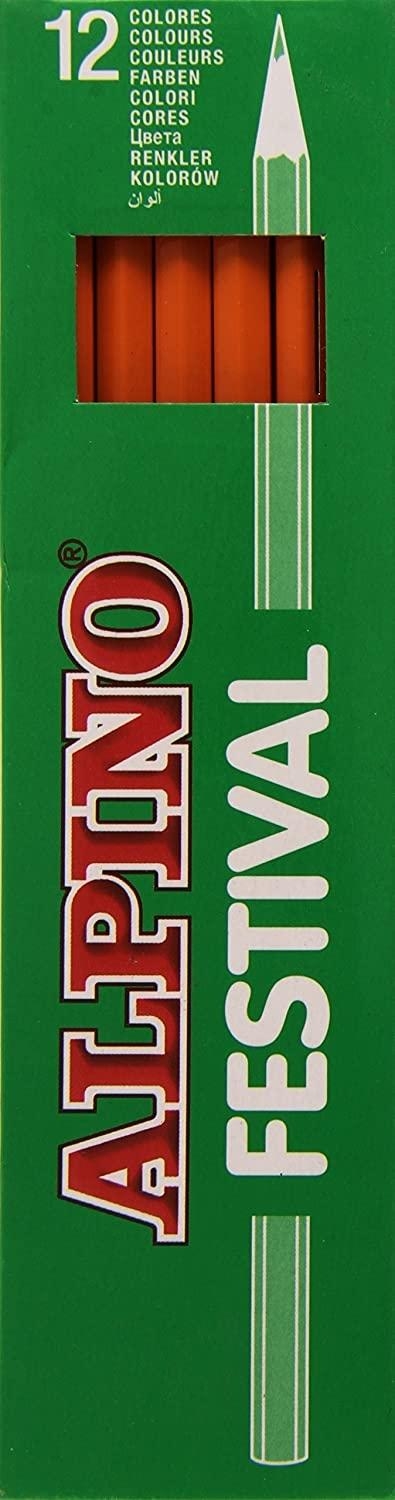 12
COLORES
COLOURS
COULEURS
FARBEN
COLORI
CORES
Цвета
RENKLER
KOLORÓW
ألوان
ALPINO®
FESTIVAL